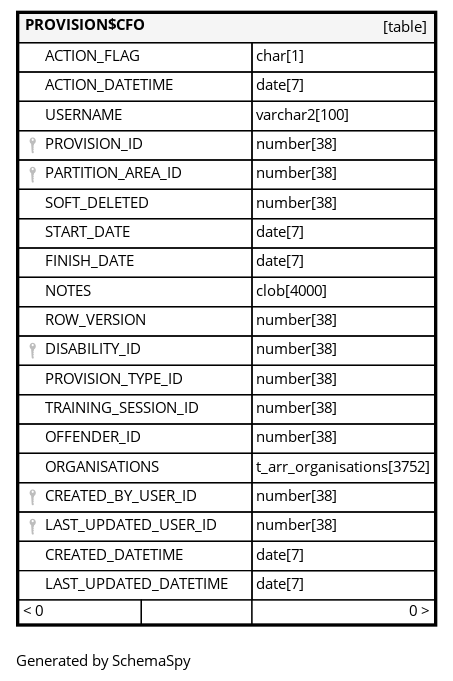 PROVISION$CFO [table]
ACTION_FLAG char[1]
ACTION_DATETIME date[7]
USERNAME varchar2[100]
PROVISION_ID number[38]
PARTITION_AREA_ID number[38]
SOFT_DELETED number[38]
START_DATE date[7]
FINISH_DATE date[7]
NOTES clob[4000]
ROW_VERSION number[38]
DISABILITY_ID number[38]
PROVISION_TYPE_ID number[38]
TRAINING_SESSION_ID number[38]
OFFENDER_ID number[38]
ORGANISATIONS t_arr_organisations[3752]
CREATED_BY_USER_ID number[38]
LAST_UPDATED_USER_ID number[38]
CREATED_DATETIME date[7]
LAST_UPDATED_DATETIME date[7]
< 0 0 >
Generated by SchemaSpy